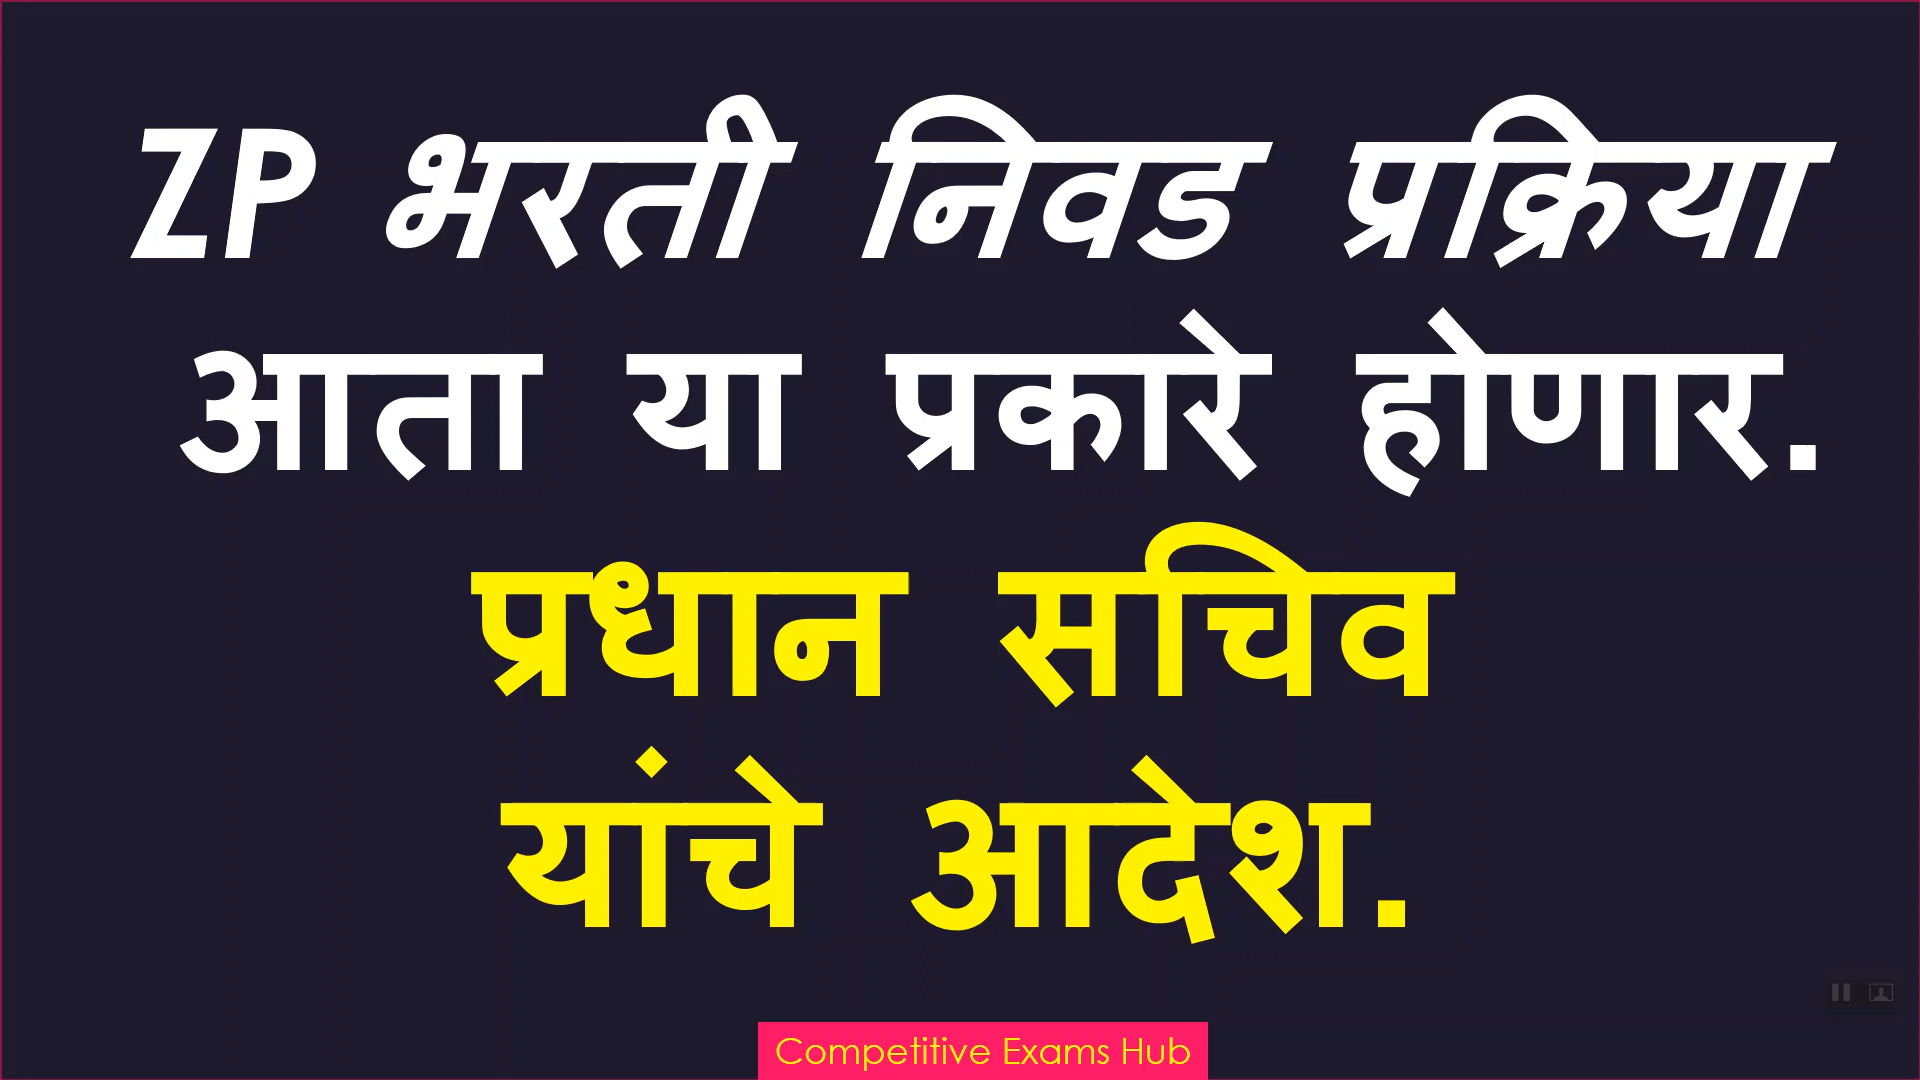 ZP भरती निवड प्रक्रिया
आता या प्रकारे होणार.
प्रधान सचिव
यांचे आदेश.
Competitive Exams Hub